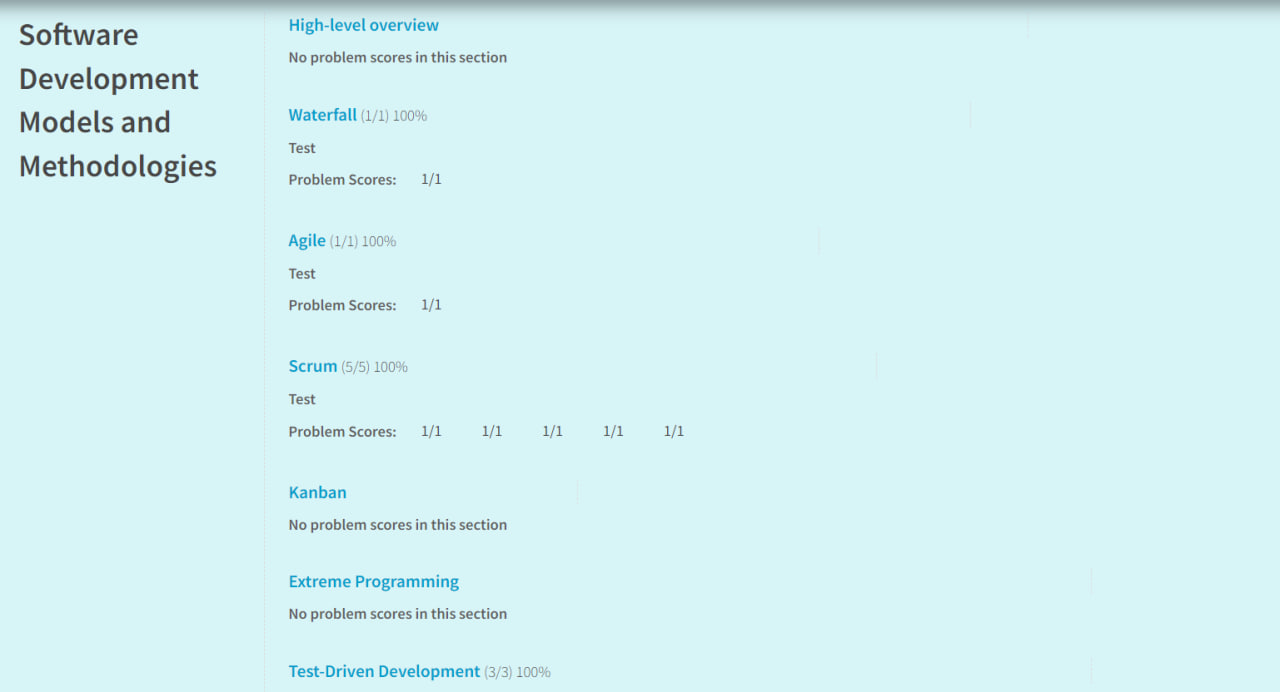 Software
Development
Models and
Methodologies
High-level overview
No problem scores in this section
Waterfall (1/1) 100%
Test
Problem Scores: 1/1
Agile (1/1) 100%
Test
Problem Scores: 1/1
Scrum (5/5) 100%
Test
Problem Scores: 1/1 1/1 1/1 1/1 1/1
Kanban
No problem scores in this section
Extreme Programming
No problem scores in this section
Test-Driven Development (3/3) 100%